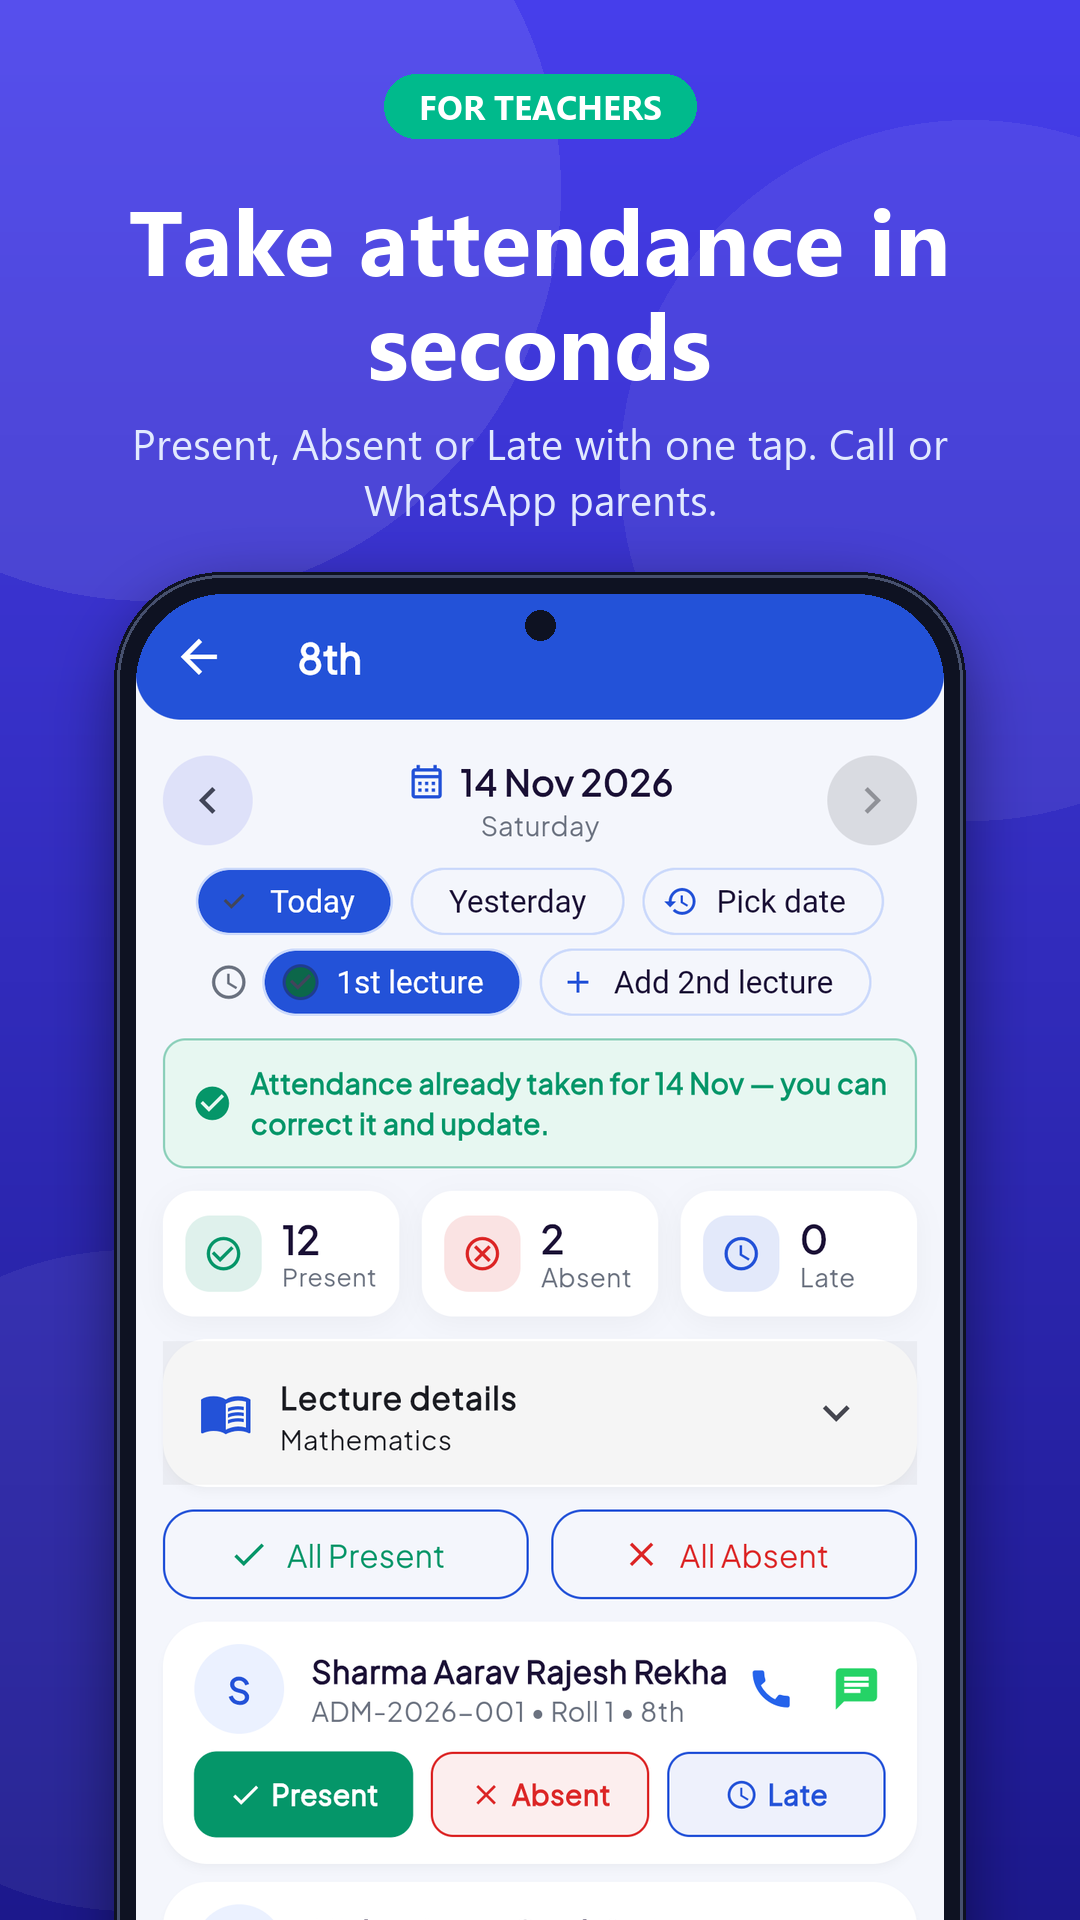 FOR TEACHERS
Take attendance in
seconds
Present, Absent or Late with one tap. Call or
WhatsApp parents.
8th
14 Nov 2026
Saturday
Today
Yesterday
Pick date
1st lecture
Add 2nd lecture
Attendance already taken for 14 Nov — you can
correct it and update.
12
Present
2
Absent
0
Late
Lecture details
Mathematics
All Present
All Absent
S
Sharma Aarav Rajesh Rekha
ADM-2026-001 • Roll 1 • 8th
Present
Absent
Late